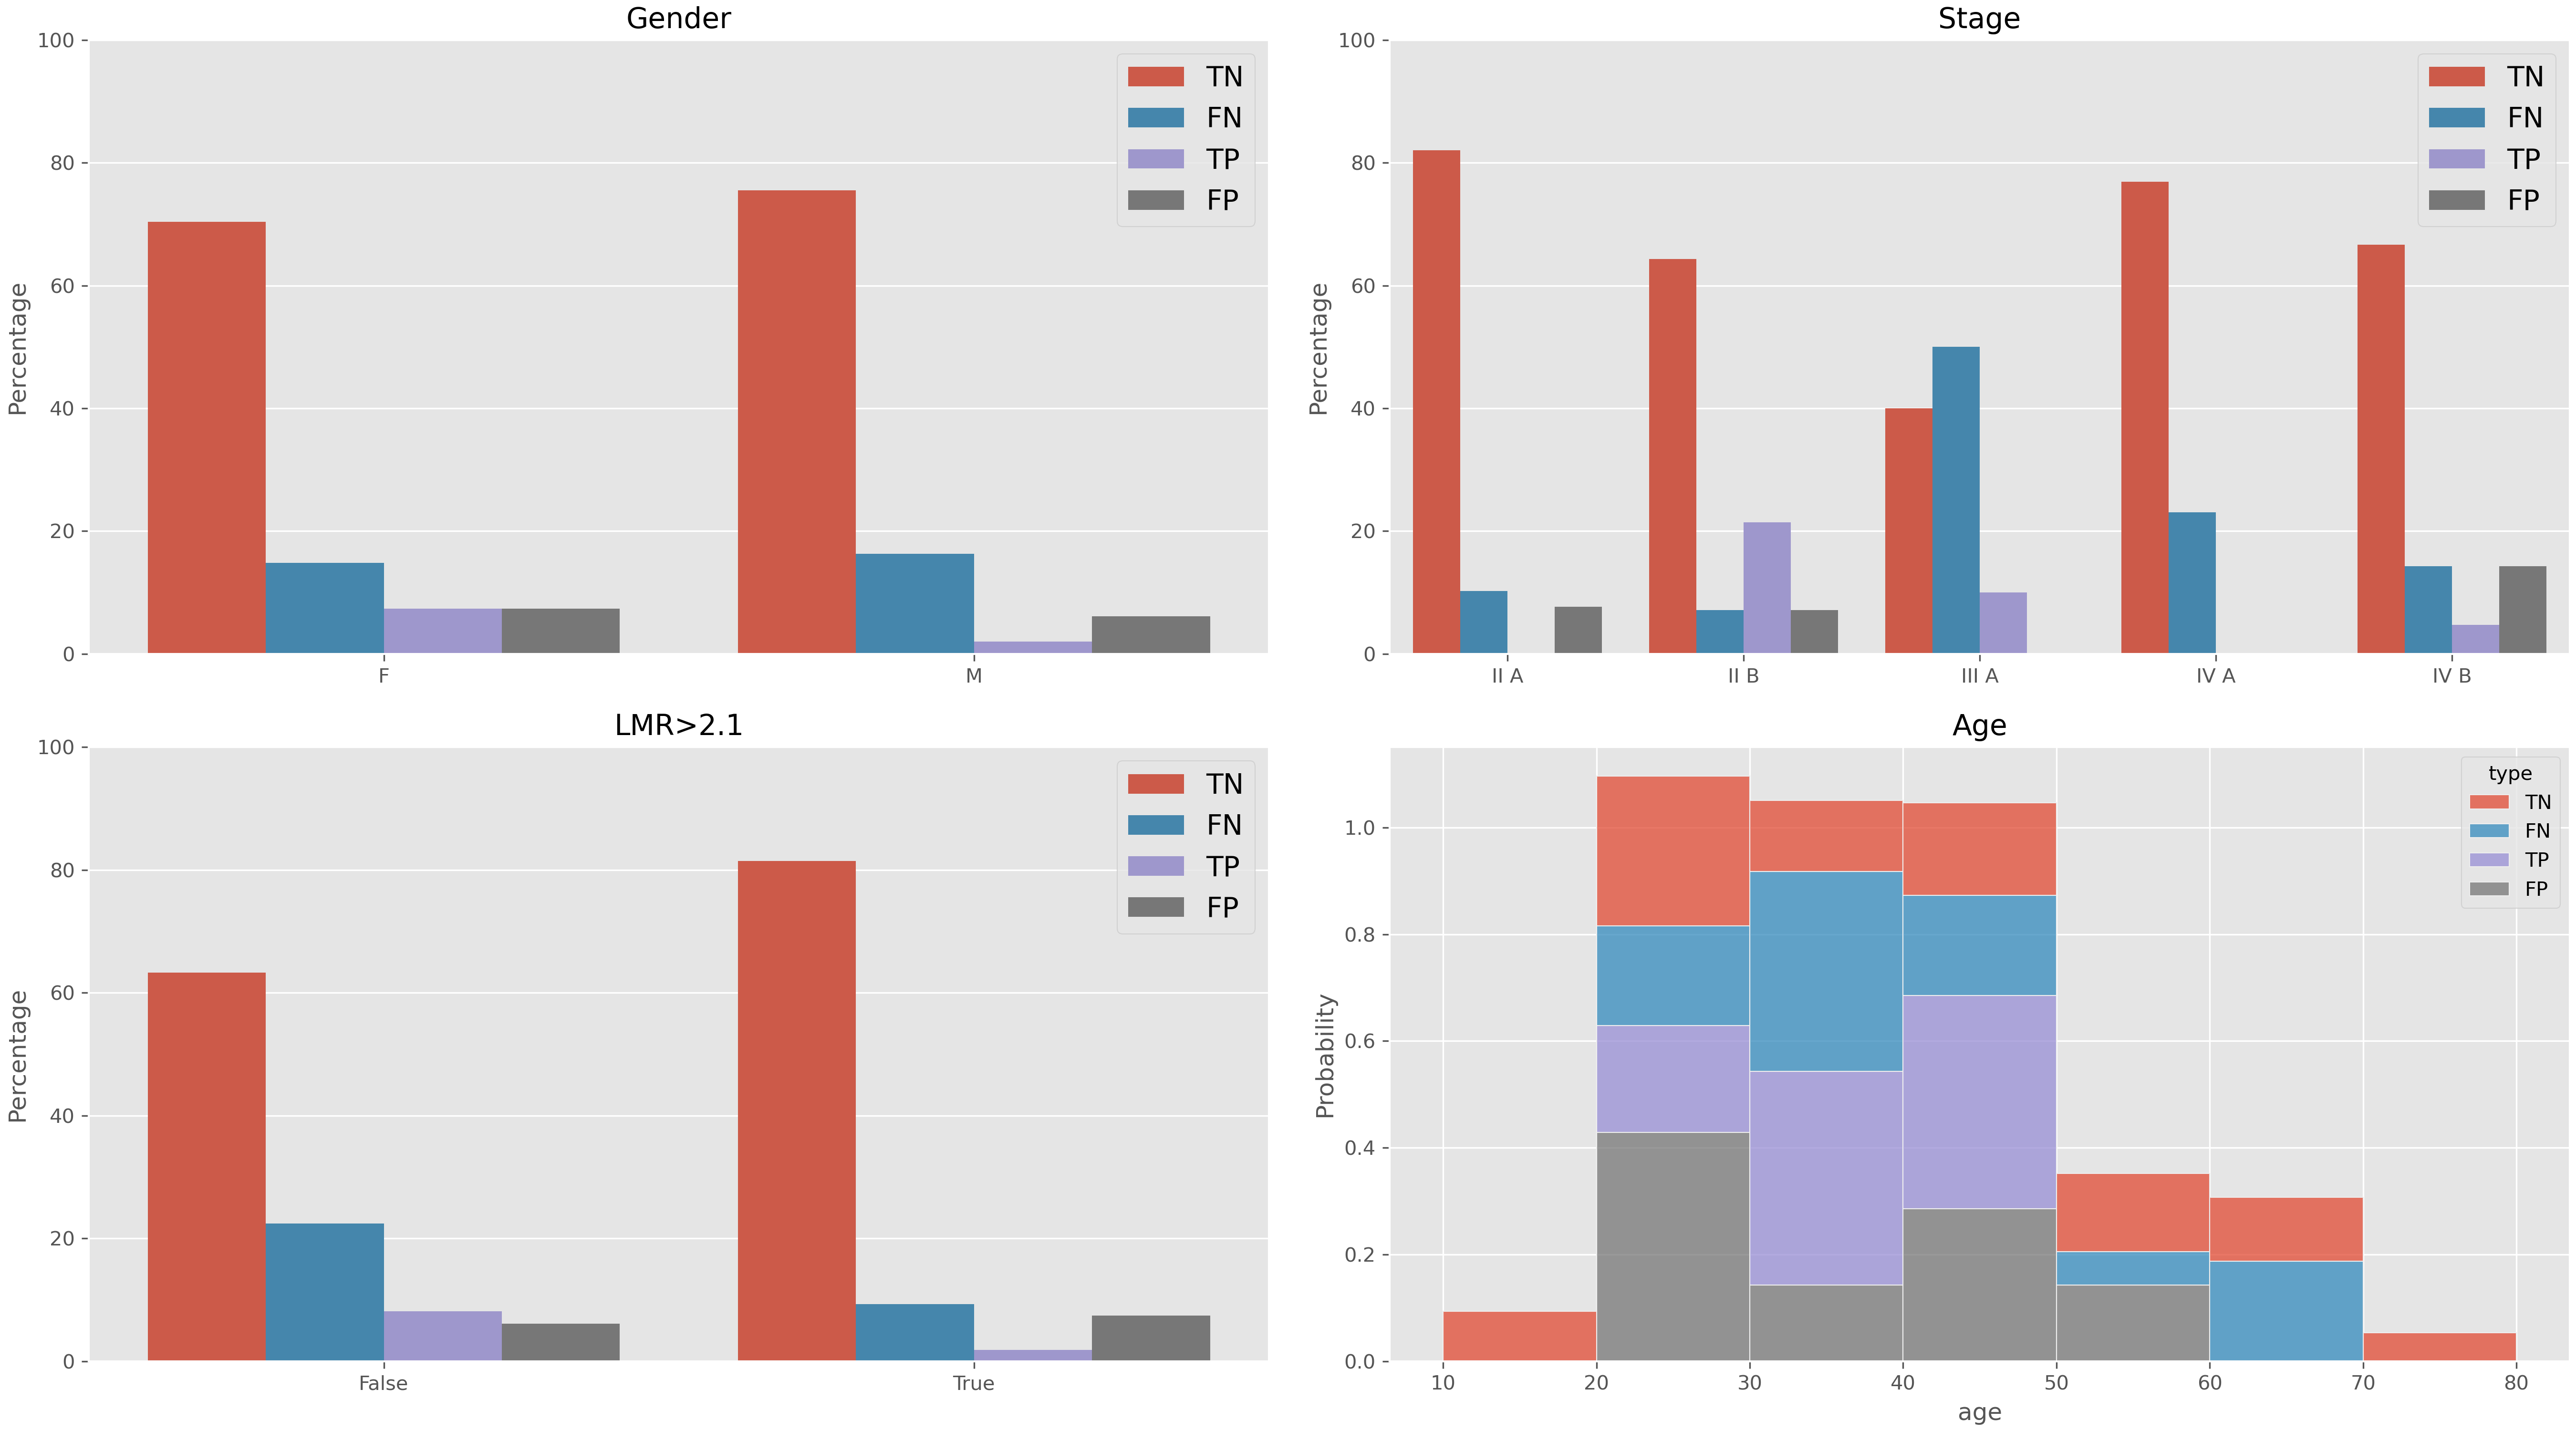 Gender
100
80
60
40
20
0
Percentage
F
M
TN
FN
TP
FP
Stage
100
80
60
40
20
0
Percentage
II A
II B
III A
IV A
IV B
TN
FN
TP
FP
LMR>2.1
100
80
60
40
20
0
Percentage
False
True
TN
FN
TP
FP
Age
1.0
0.8
0.6
0.4
0.2
0.0
Probability
10
20
30
40
50
60
70
80
age
type
TN
FN
TP
FP